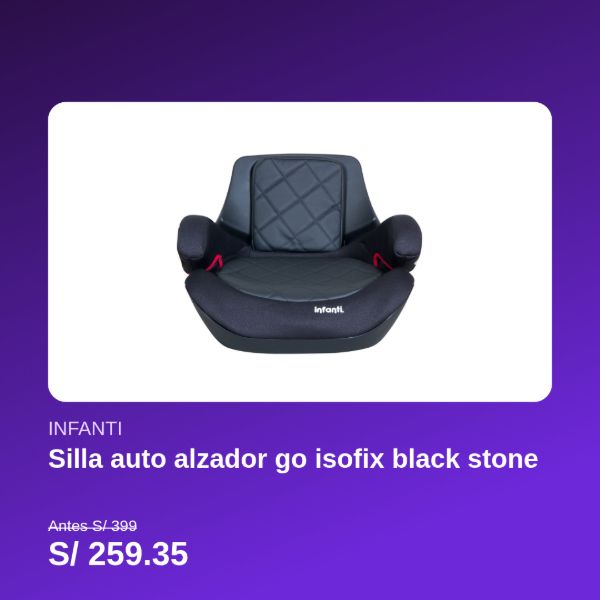 infanti.
INFANTI
Silla auto alzador go isofix black stone
Antes S/ 399
S/ 259.35